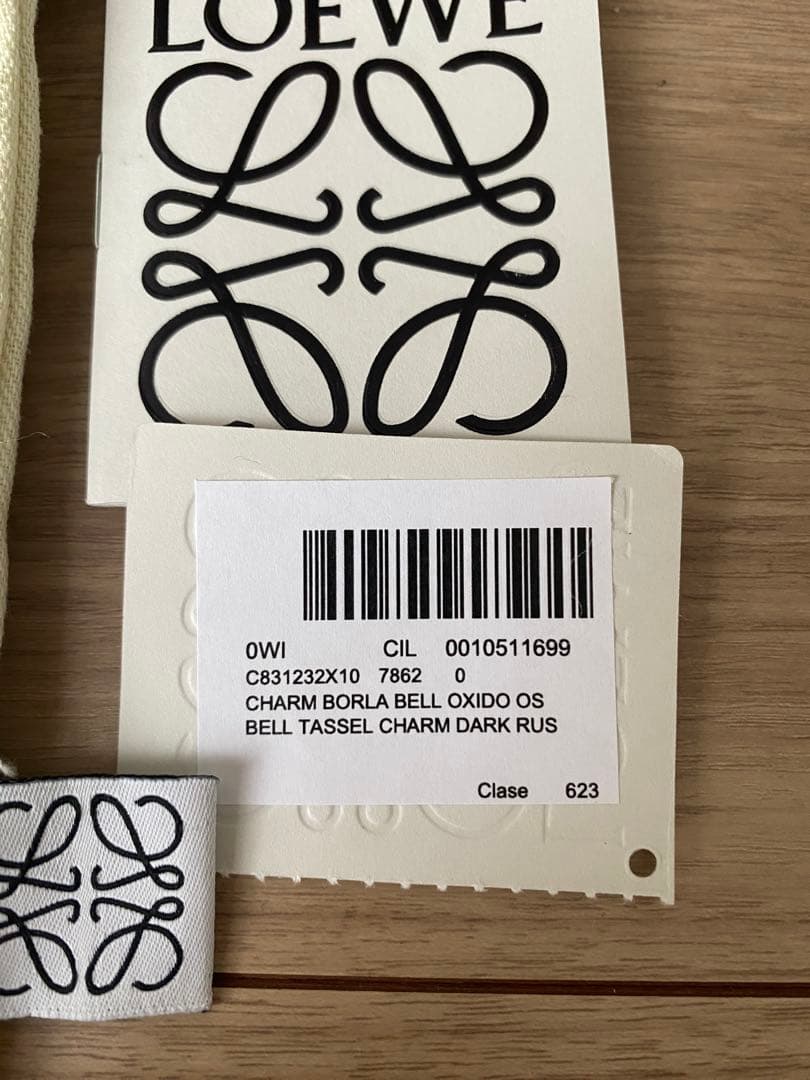 LOEWE
0WI CIL 0010511699
C831232X10 7862 0
CHARM BORLA BELL OXIDO OS
BELL TASSEL CHARM DARK RUS
Clase 623